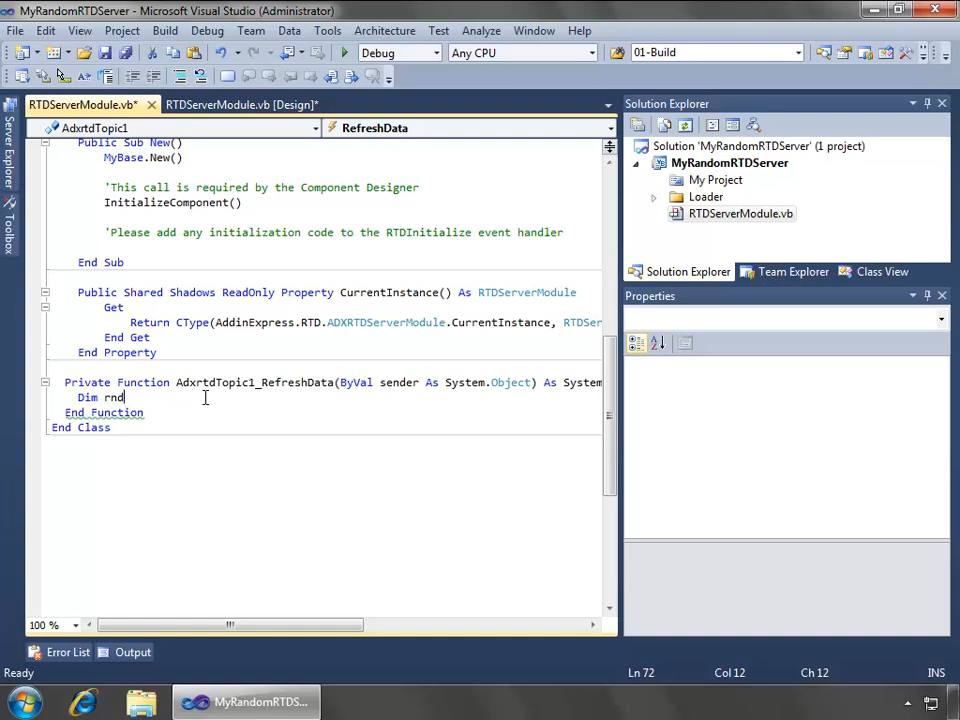 MyRandomRTDServer - Microsoft Visual Studio (Administrator)
File Edit View Project Build Debug Team Data Tools Architecture Test Analyze Window Help
Debug Any CPU 01-Build
RTDServerModule.vb* RTDServerModule.vb [Design]*
AdxrtdTopic1 RefreshData
Public Sub New()
MyBase.New()
'This call is required by the Component Designer
InitializeComponent()
'Please add any initialization code to the RTDInitialize event handler
End Sub
Public Shared Shadows ReadOnly Property CurrentInstance() As RTDServerModule
Get
Return CType(AddinExpress.RTD.ADXRTDServerModule.CurrentInstance, RTDSer
End Get
End Property
Private Function AdxrtdTopic1_RefreshData(ByVal sender As System.Object) As System
Dim rnd
End Function
End Class
100 %
Server Explorer
Toolbox
Solution Explorer
Solution 'MyRandomRTDServer' (1 project)
MyRandomRTDServer
My Project
Loader
RTDServerModule.vb
Solution Explorer Team Explorer Class View
Properties
Error List Output
Ready Ln 72 Col 12 Ch 12 INS
MyRandomRTDS...